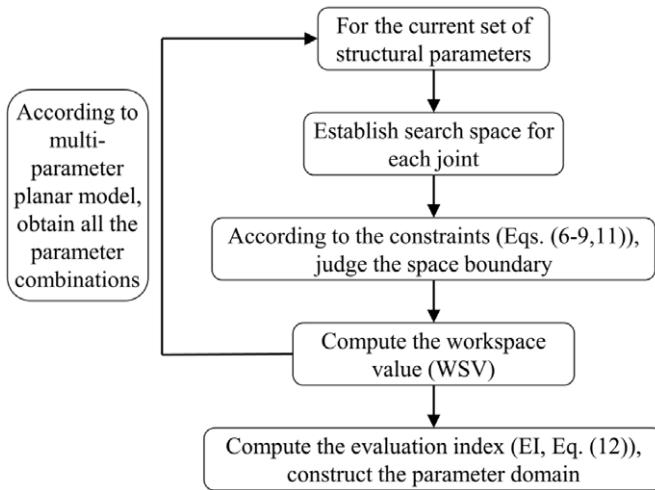 For the current set of
structural parameters
Establish search space for
each joint
According to
multi-
parameter
planar model,
obtain all the
parameter
combinations
According to the constraints (Eqs. (6-9,11)),
judge the space boundary
Compute the workspace
value (WSV)
Compute the evaluation index (EI, Eq. (12)),
construct the parameter domain